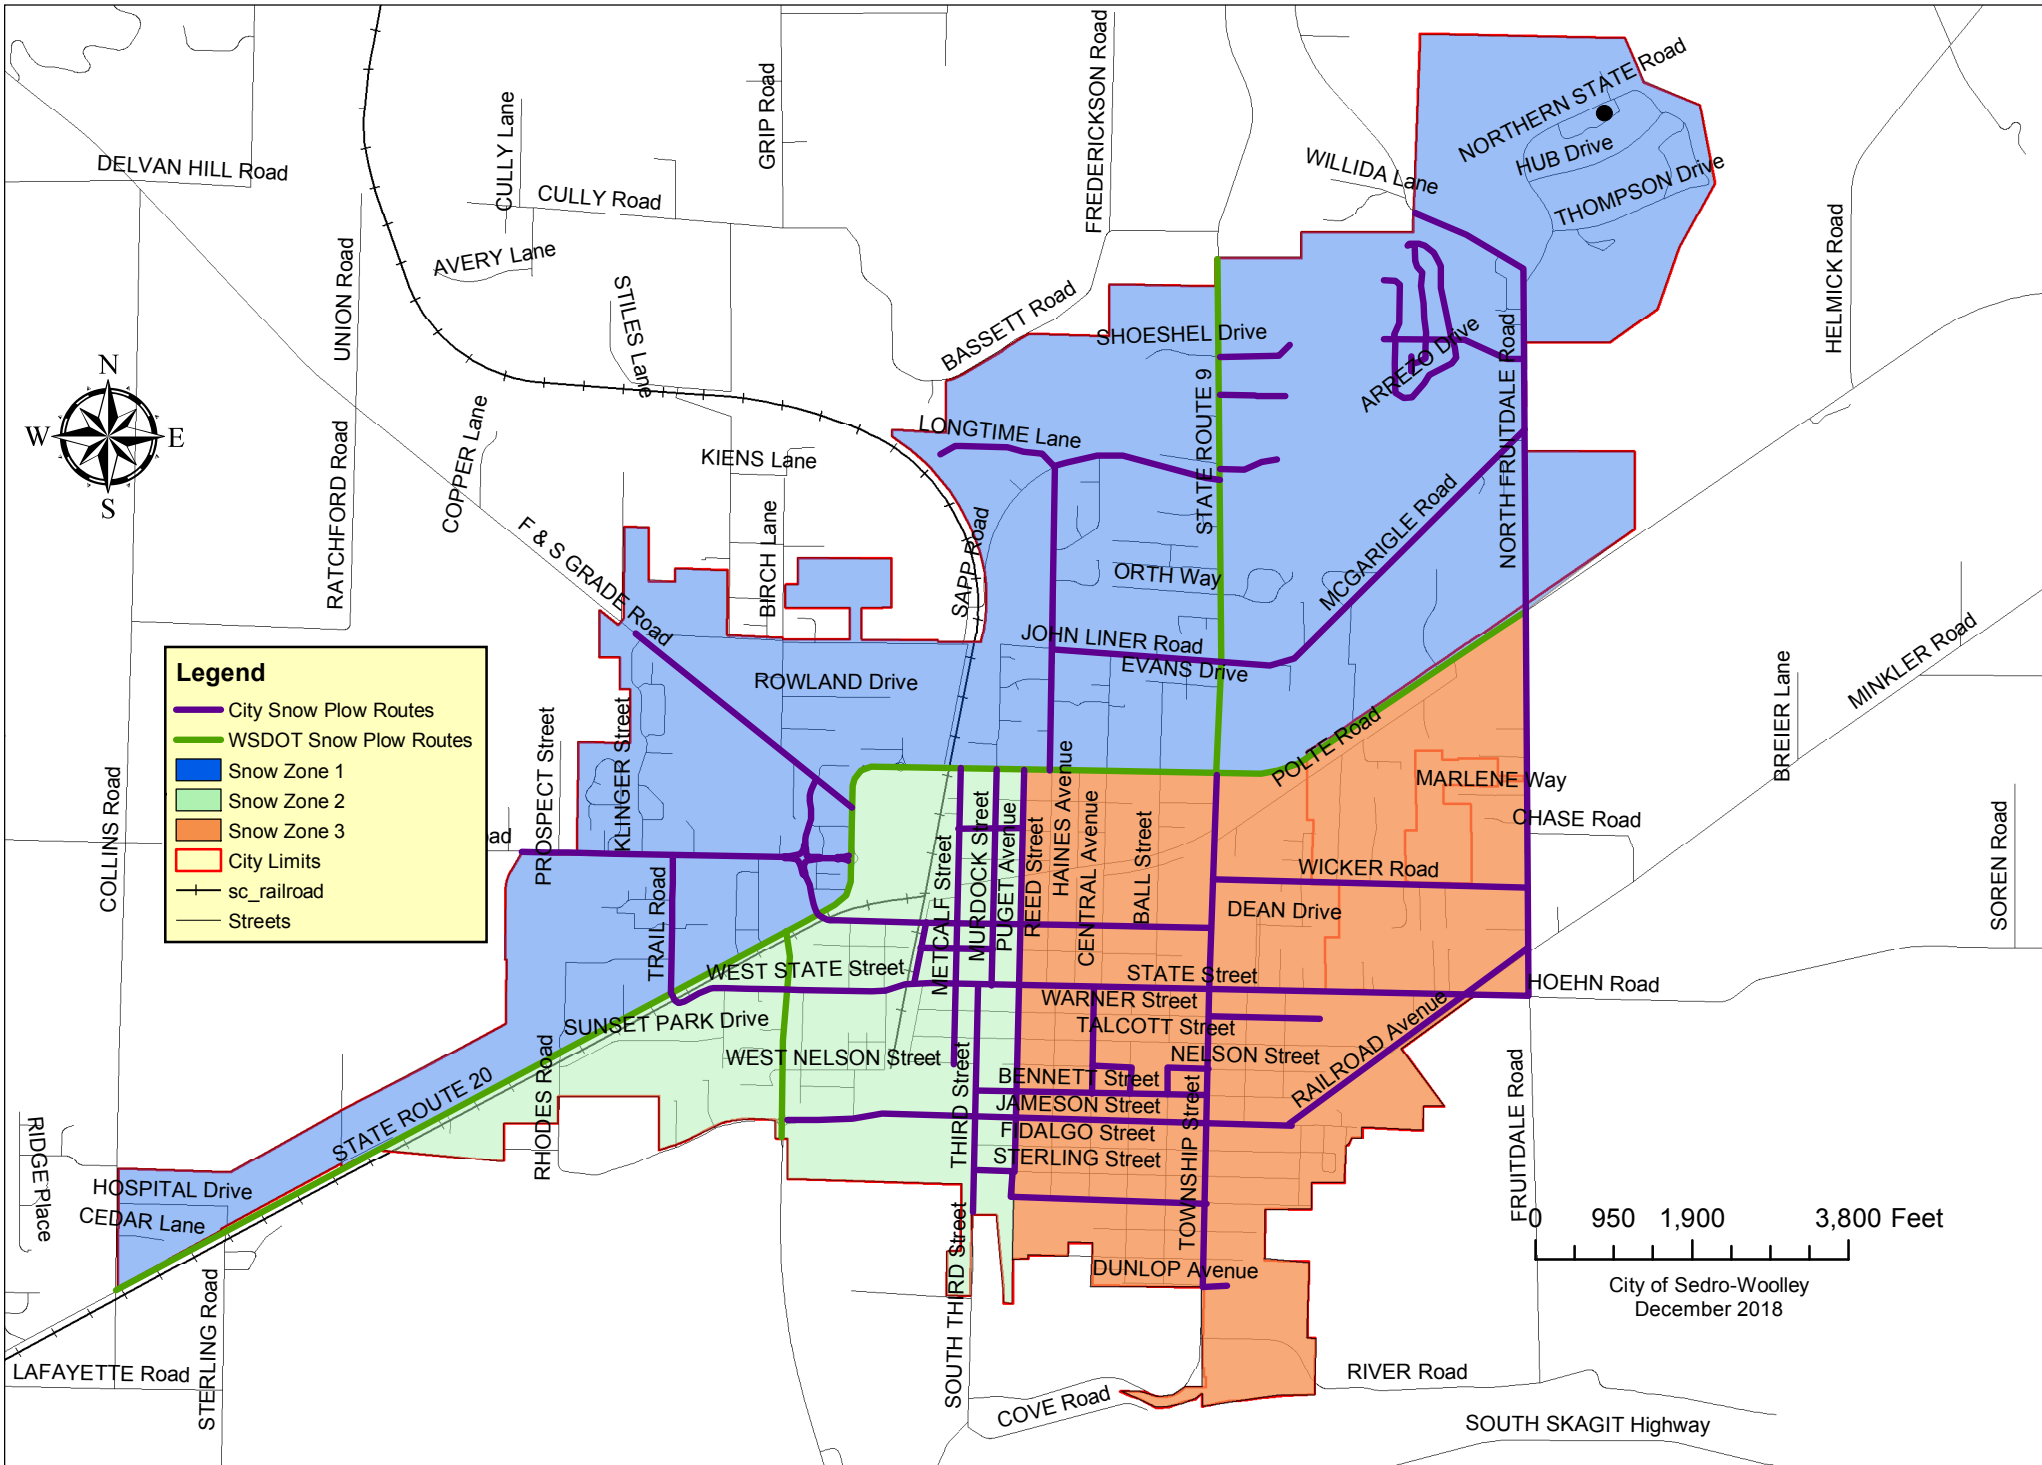 FREDERICKSON Road
GRIP Road
NORTHERN STATE Road
CULLY Lane
DELVAN HILL Road
CULLY Road
WILLIDA Lane
HUB Drive
THOMPSON Drive
AVERY Lane
UNION Road
STILES Lane
HELMICK Road
BASSETT Road
SHOESHEL Drive
ARREZO Drive
NORTH FRUITDALE Road
STATE ROUTE 9
N
W
E
S
LONGTIME Lane
RATCHFORD Road
COPPER Lane
KIENS Lane
BIRCH Lane
F & S GRADE Road
SAPP Road
ORTH Way
MCGARIGLE Road
JOHN LINER Road
EVANS Drive
MINKLER Road
BREIER Lane
Legend
City Snow Plow Routes
WSDOT Snow Plow Routes
Snow Zone 1
Snow Zone 2
Snow Zone 3
City Limits
sc_railroad
Streets
ROWLAND Drive
PROSPECT Street
KLINGER Street
POLTE Road
MARLENE Way
CHASE Road
COLLINS Road
oad
METCALF Street
MURDOCK Street
PUGET Avenue
REED Street
HAINES Avenue
CENTRAL Avenue
BALL Street
WICKER Road
SOREN Road
DEAN Drive
TRAIL Road
WEST STATE Street
STATE Street
HOEHN Road
WARNER Street
SUNSET PARK Drive
TALCOTT Street
WEST NELSON Street
NELSON Street
RAILROAD Avenue
RHODES Road
BENNETT Street
STATE ROUTE 20
THIRD Street
JAMESON Street
FIDALGO Street
STERLING Street
TOWNSHIP Street
FRUITDALE Road
RIDGE Place
HOSPITAL Drive
CEDAR Lane
0 950 1,900 3,800 Feet
DUNLOP Avenue
City of Sedro-Woolley
December 2018
SOUTH THIRD Street
STERLING Road
LAFAYETTE Road
RIVER Road
COVE Road
SOUTH SKAGIT Highway